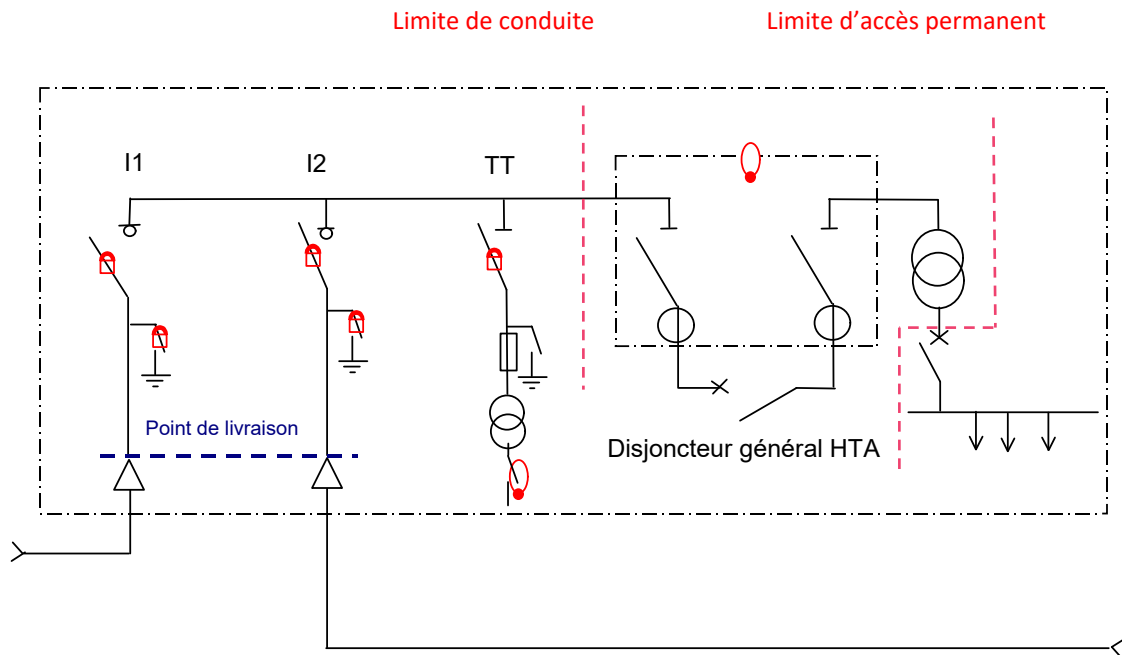 Limite de conduite
Limite d’accès permanent
I1
I2
TT
Point de livraison
Disjoncteur général HTA